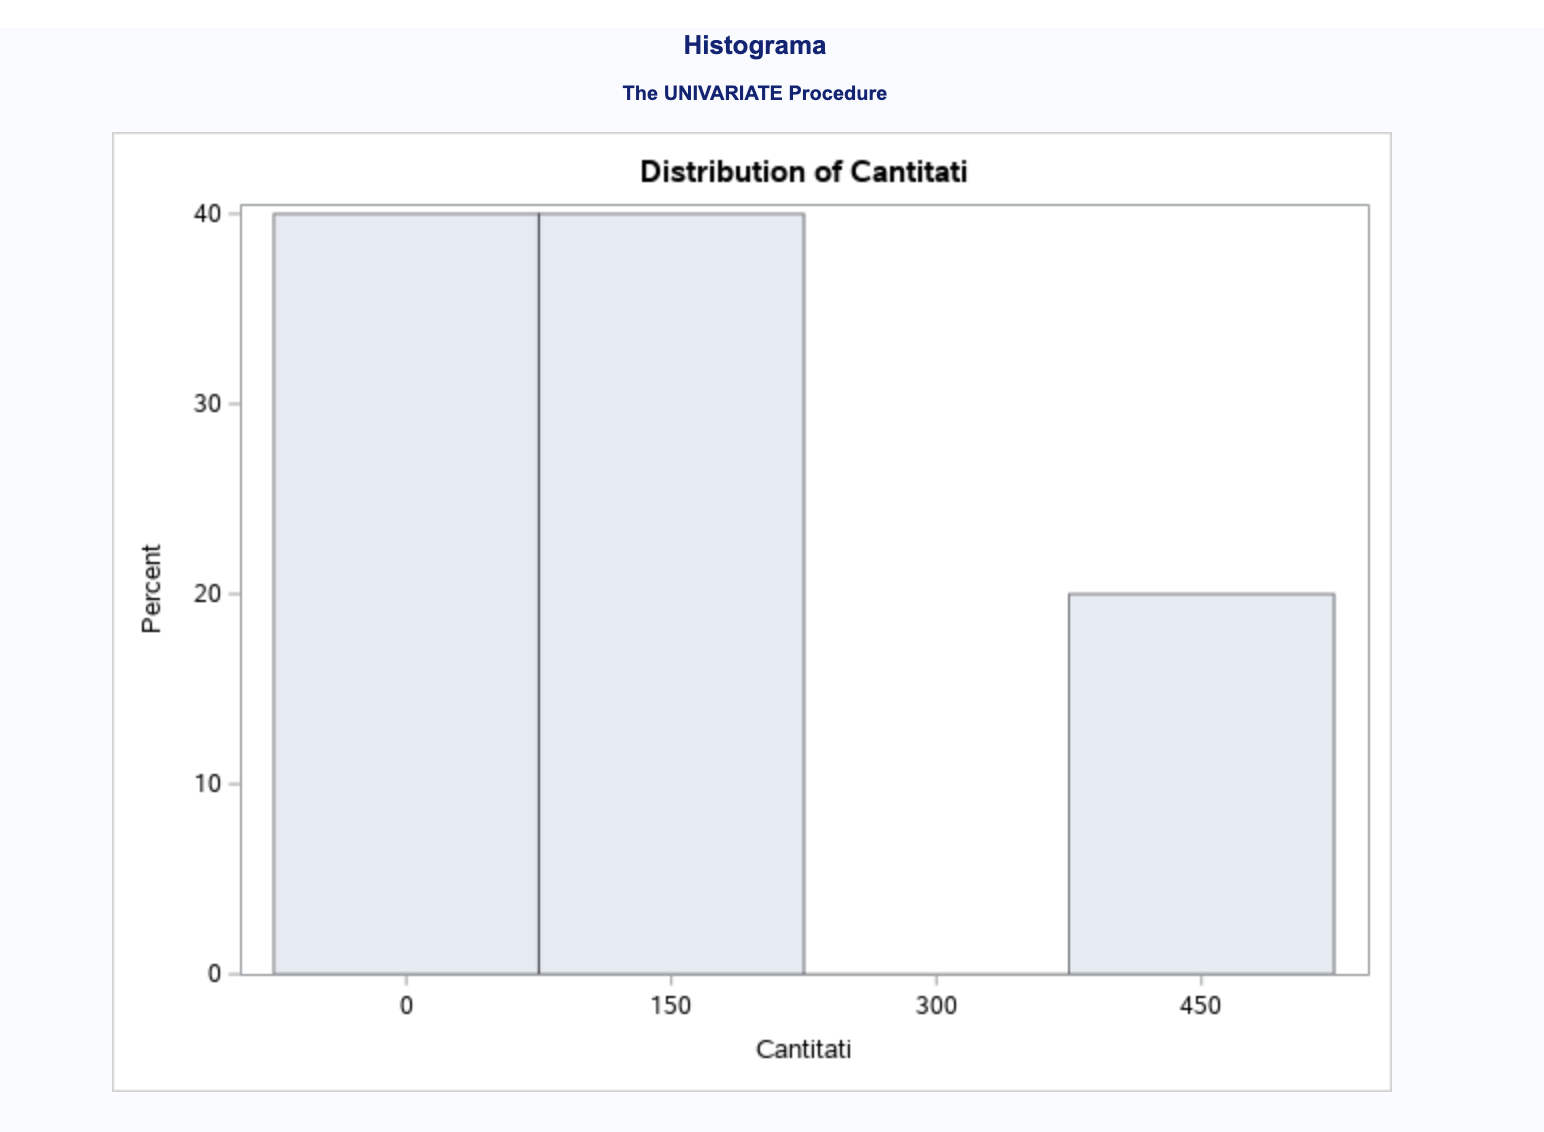 Histograma
The UNIVARIATE Procedure
Distribution of Cantitati
40
30
20
10
0
Percent
0 150 300 450
Cantitati